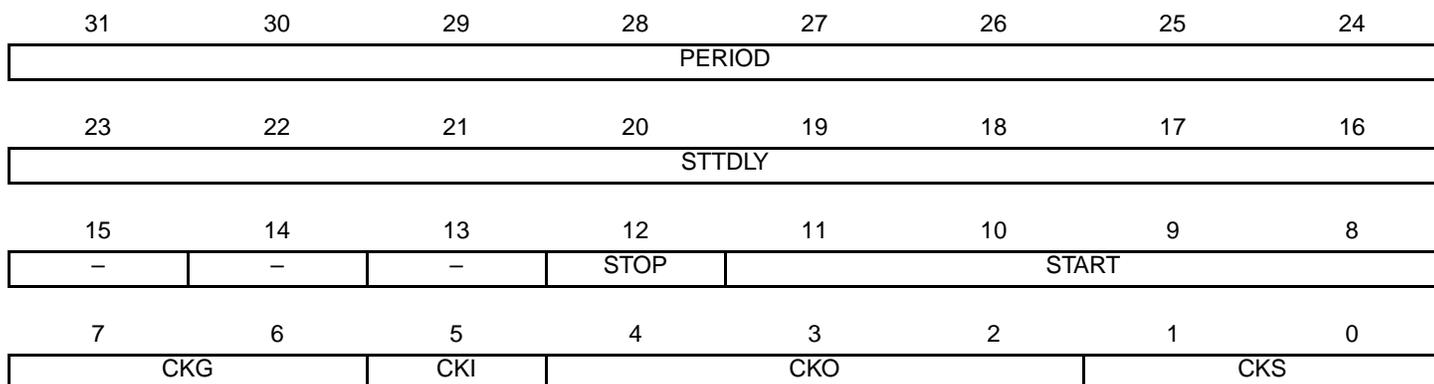 31 30 29 28 27 26 25 24
PERIOD
23 22 21 20 19 18 17 16
STTDLY
15 14 13 12 11 10 9 8
– – – STOP START
7 6 5 4 3 2 1 0
CKG CKI CKO CKS